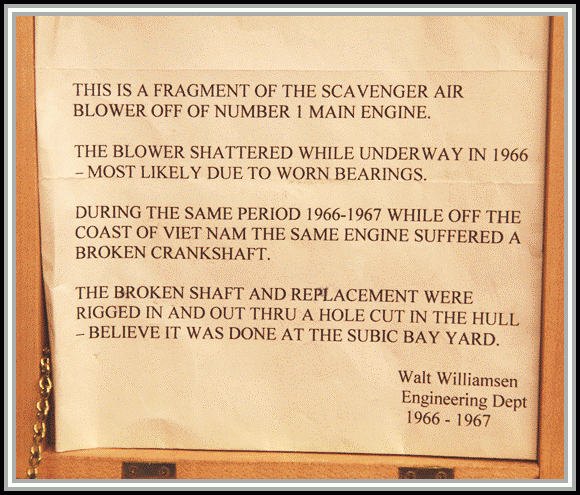 THIS IS A FRAGMENT OF THE SCAVENGER AIR
BLOWER OFF OF NUMBER 1 MAIN ENGINE.
THE BLOWER SHATTERED WHILE UNDERWAY IN 1966
– MOST LIKELY DUE TO WORN BEARINGS.
DURING THE SAME PERIOD 1966-1967 WHILE OFF THE
COAST OF VIET NAM THE SAME ENGINE SUFFERED A
BROKEN CRANKSHAFT.
THE BROKEN SHAFT AND REPLACEMENT WERE
RIGGED IN AND OUT THRU A HOLE CUT IN THE HULL
– BELIEVE IT WAS DONE AT THE SUBIC BAY YARD.
Walt Williamsen
Engineering Dept
1966 - 1967